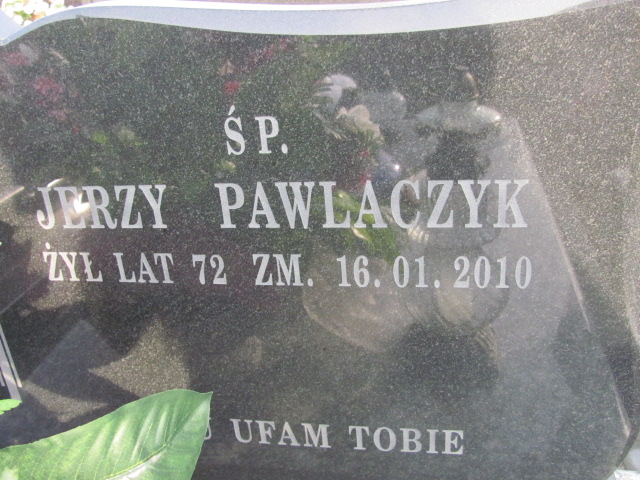 ŚP.
JERZY PAWLACZYK
ŻYŁ LAT 72 ZM. 16.01.2010
UFAM TOBIE